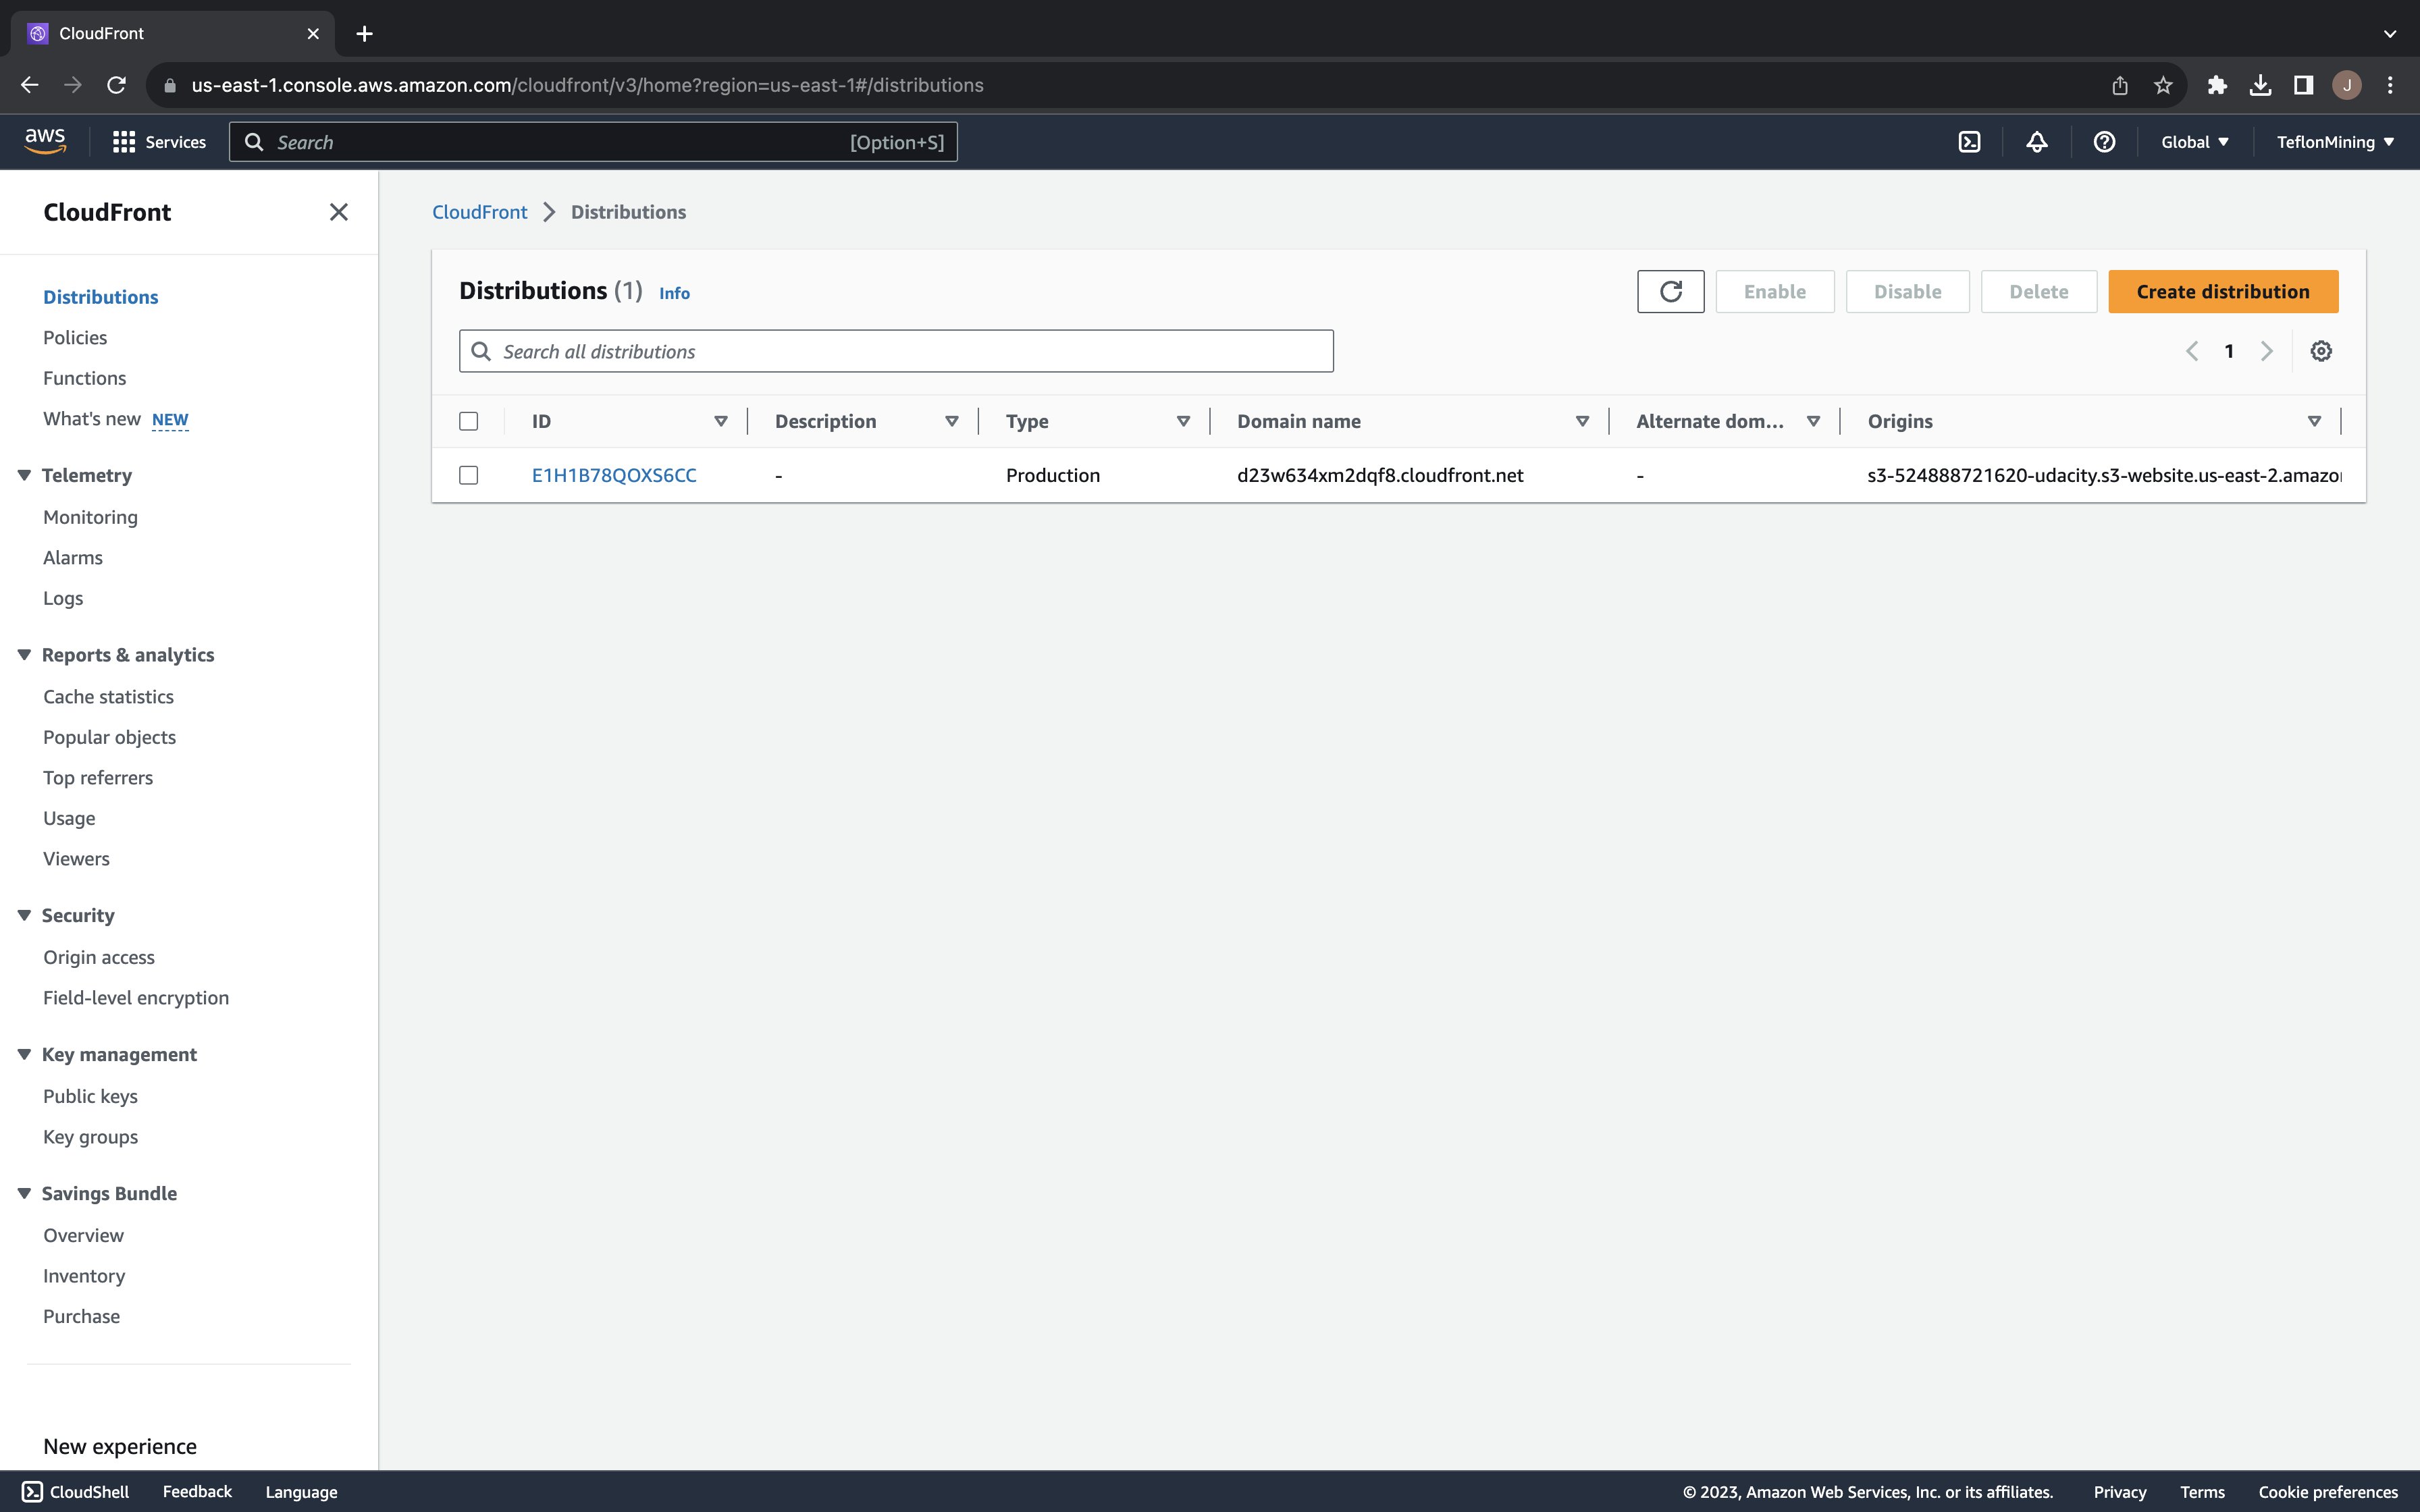 CloudFront
us-east-1.console.aws.amazon.com/cloudfront/v3/home?region=us-east-1#/distributions
J
aws
Services
Search
[Option+S]
Global
TeflonMining
CloudFront
Distributions
Policies
Functions
What's new NEW
Telemetry
Monitoring
Alarms
Logs
Reports & analytics
Cache statistics
Popular objects
Top referrers
Usage
Viewers
Security
Origin access
Field-level encryption
Key management
Public keys
Key groups
Savings Bundle
Overview
Inventory
Purchase
New experience
CloudFront > Distributions
Distributions (1) Info
Enable
Disable
Delete
Create distribution
Search all distributions
1
ID Description Type Domain name Alternate dom... Origins
E1H1B78QOXS6CC - Production d23w634xm2dqf8.cloudfront.net - s3-524888721620-udacity.s3-website.us-east-2.amazo
CloudShell Feedback Language
© 2023, Amazon Web Services, Inc. or its affiliates. Privacy Terms Cookie preferences